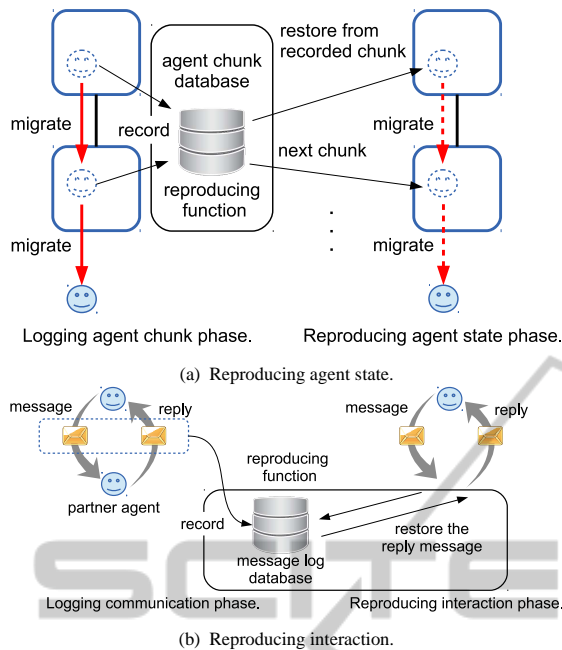 restore from
recorded chunk
agent chunk
database
migrate
record
next chunk
migrate
reproducing
function
migrate
migrate
Logging agent chunk phase.
Reproducing agent state phase.
(a) Reproducing agent state.
message
reply
message
reply
partner agent
reproducing
function
record
restore the
reply message
message log
database
Logging communication phase.
Reproducing interaction phase.
(b) Reproducing interaction.
SCITE